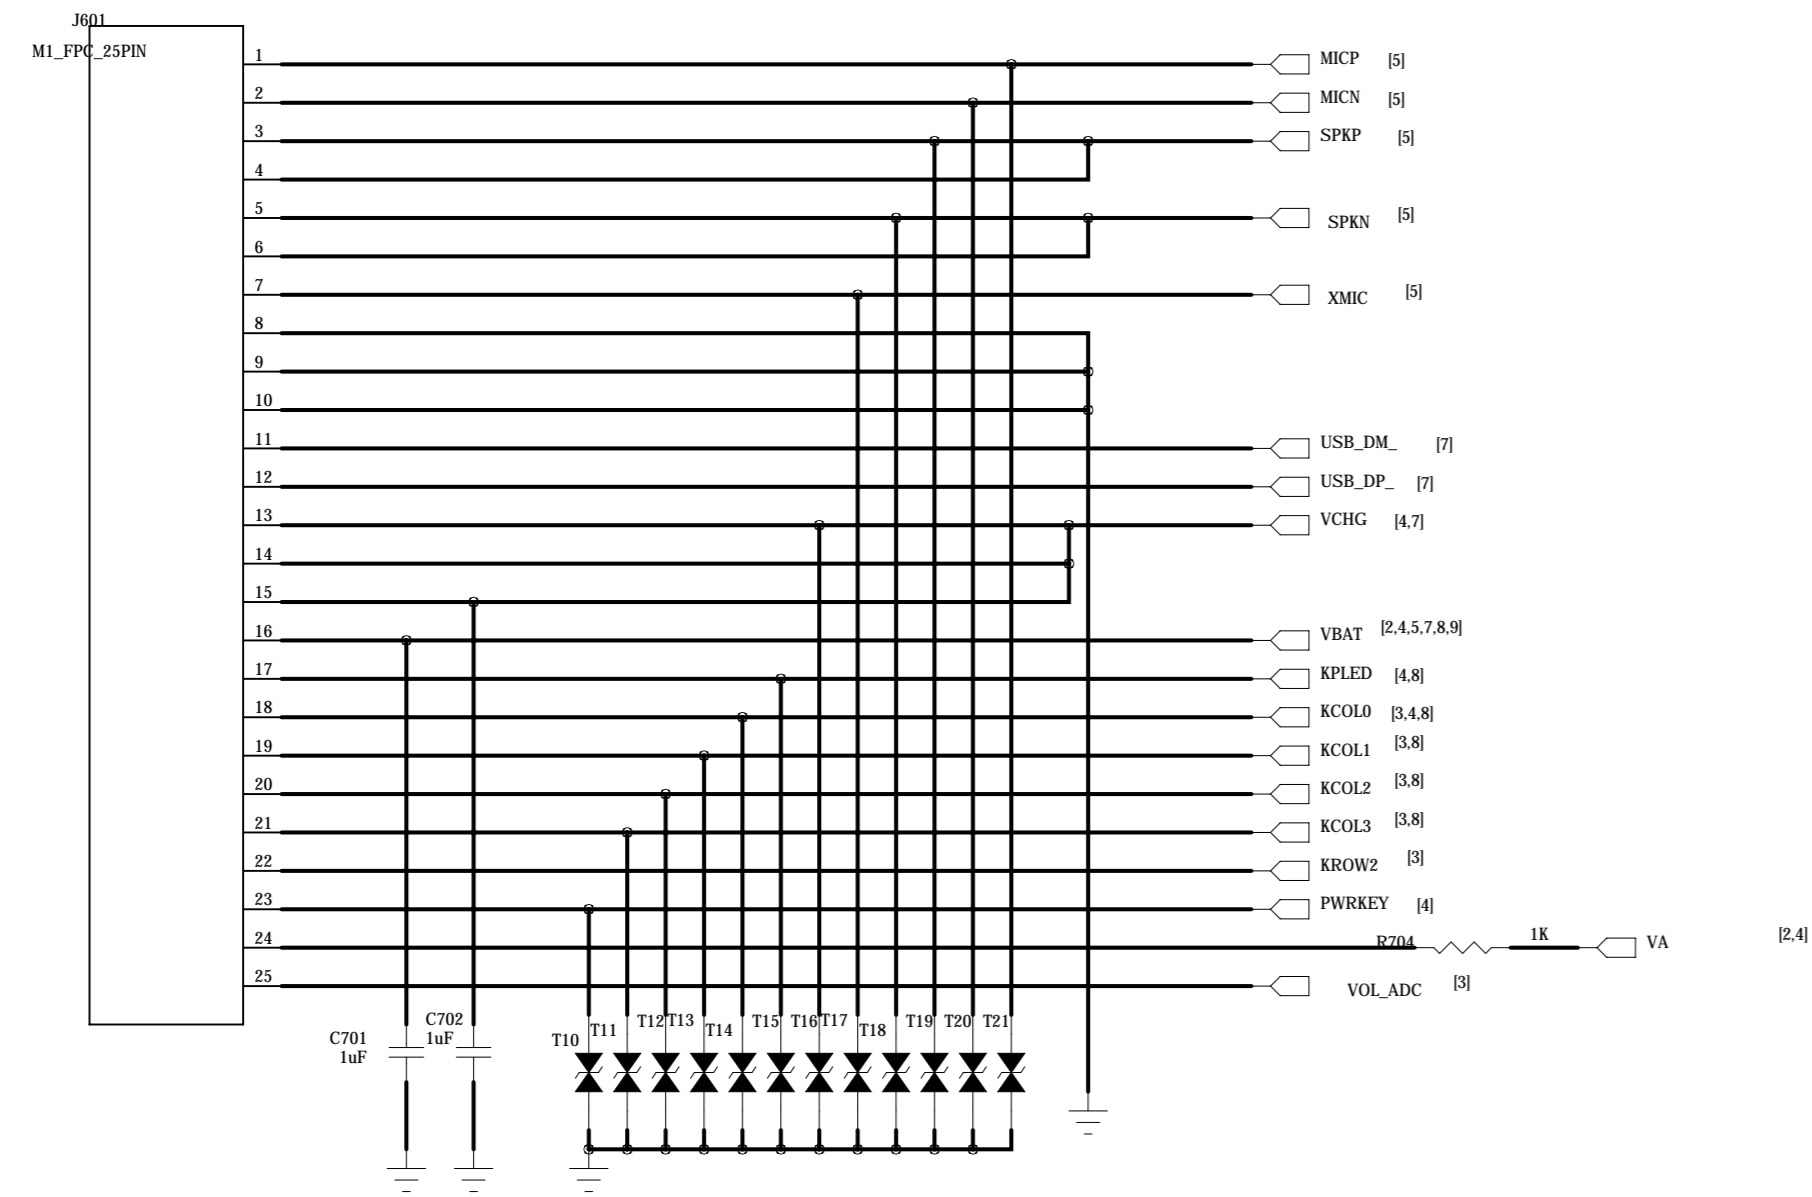 J601
M1_FPC_25PIN
1 MICP [5]
2 MICN [5]
3 SPKP [5]
4
5 SPKN [5]
6
7 XMIC [5]
8
9
10
11 USB_DM_ [7]
12 USB_DP_ [7]
13 VCHG [4,7]
14
15
16 VBAT [2,4,5,7,8,9]
17 KPLED [4,8]
18 KCOL0 [3,4,8]
19 KCOL1 [3,8]
20 KCOL2 [3,8]
21 KCOL3 [3,8]
22 KROW2 [3]
23 PWRKEY [4]
24 R704 1K VA [2,4]
25 VOL_ADC [3]
C701 1uF
C702 1uF
T10 T11 T12 T13 T14 T15 T16 T17 T18 T19 T20 T21